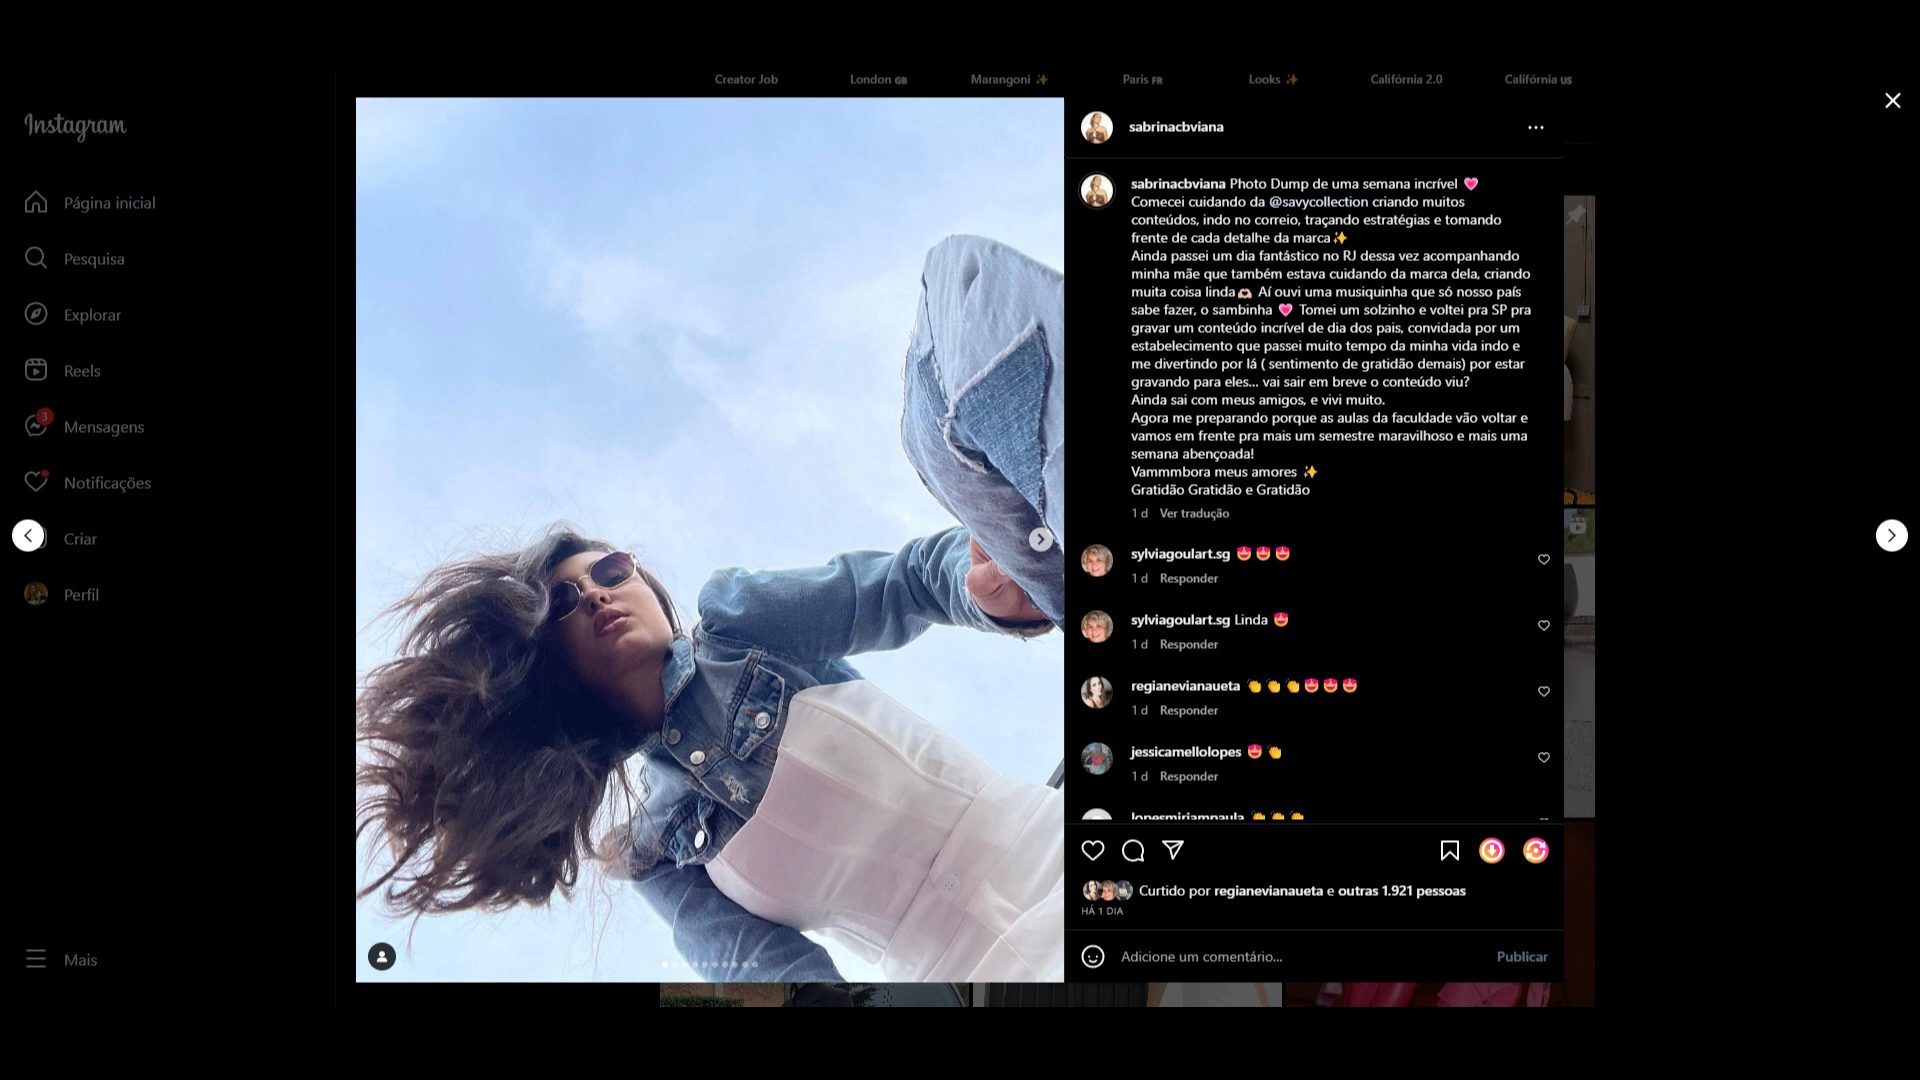 Creator Job
London GB
Marangoni ✨
Paris FR
Looks ✨
Califórnia 2.0
Califórnia US
Instagram
Página inicial
Pesquisa
Explorar
Reels
3
Mensagens
Notificações
Criar
Perfil
Mais
sabrinacbviana
sabrinacbviana Photo Dump de uma semana incrível 💗
Comecei cuidando da @savycollection criando muitos
conteúdos, indo no correio, traçando estratégias e tomando
frente de cada detalhe da marca✨
Ainda passei um dia fantástico no RJ dessa vez acompanhando
minha mãe que também estava cuidando da marca dela, criando
muita coisa linda🫶🏻 Aí ouvi uma musiquinha que só nosso país
sabe fazer, o sambinha 💗 Tomei um solzinho e voltei pra SP pra
gravar um conteúdo incrível de dia dos pais, convidada por um
estabelecimento que passei muito tempo da minha vida indo e
me divertindo por lá ( sentimento de gratidão demais) por estar
gravando para eles... vai sair em breve o conteúdo viu?
Ainda sai com meus amigos, e vivi muito.
Agora me preparando porque as aulas da faculdade vão voltar e
vamos em frente pra mais um semestre maravilhoso e mais uma
semana abençoada!
Vammmbora meus amores ✨
Gratidão Gratidão e Gratidão
1 d Ver tradução
sylviagoulart.sg 😍😍😍
1 d Responder
sylviagoulart.sg Linda 😍
1 d Responder
regianevianaueta 👏👏👏😍😍😍
1 d Responder
jessicamellolopes 😍👏
1 d Responder
lopesmiriampaula 👏👏👏
Curtido por regianevianaueta e outras 1.921 pessoas
HÁ 1 DIA
Adicione um comentário...
Publicar